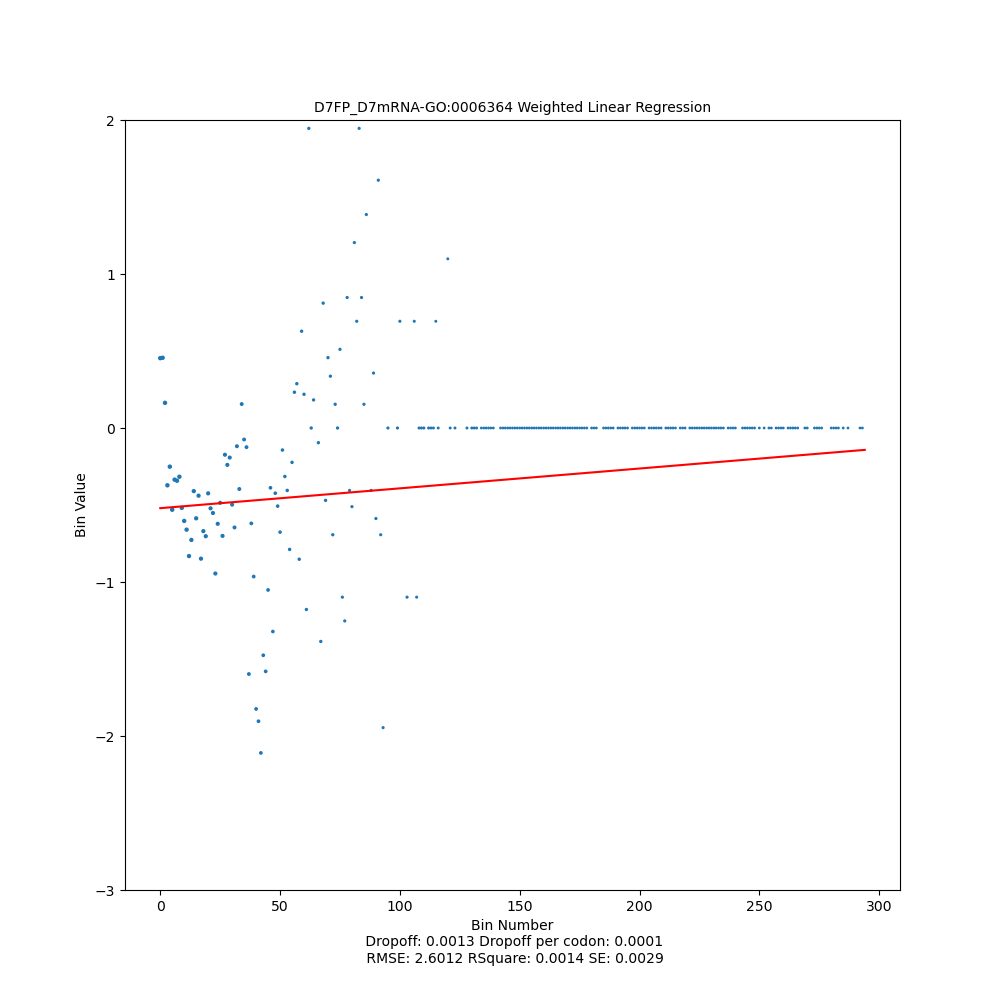 D7FP_D7mRNA-GO:0006364 Weighted Linear Regression
2
1
0
−1
−2
−3
Bin Value
0 50 100 150 200 250 300
Bin Number
Dropoff: 0.0013 Dropoff per codon: 0.0001
RMSE: 2.6012 RSquare: 0.0014 SE: 0.0029